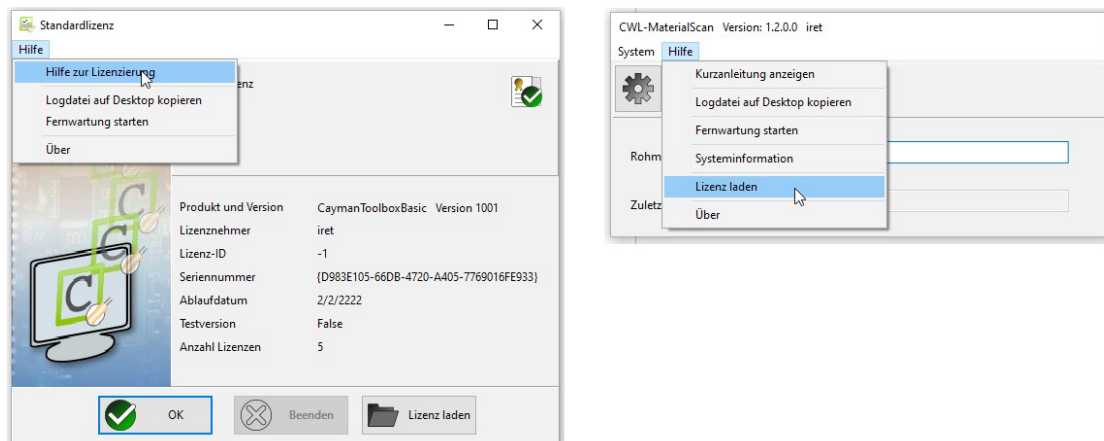 Standardlizenz
Hilfe
Hilfe zur Lizenzierung
enz
Logdatei auf Desktop kopieren
Fernwartung starten
Über
C
C
C
Produkt und Version CaymanToolboxBasic Version 1001
Lizenznehmer iret
Lizenz-ID -1
Seriennummer {D983E105-66DB-4720-A405-7769016FE933}
Ablaufdatum 2/2/2222
Testversion False
Anzahl Lizenzen 5
OK Beenden Lizenz laden
CWL-MaterialScan Version: 1.2.0.0 iret
System Hilfe
Kurzanleitung anzeigen
Logdatei auf Desktop kopieren
Fernwartung starten
Rohm
Systeminformation
Lizenz laden
Zuletz
Über